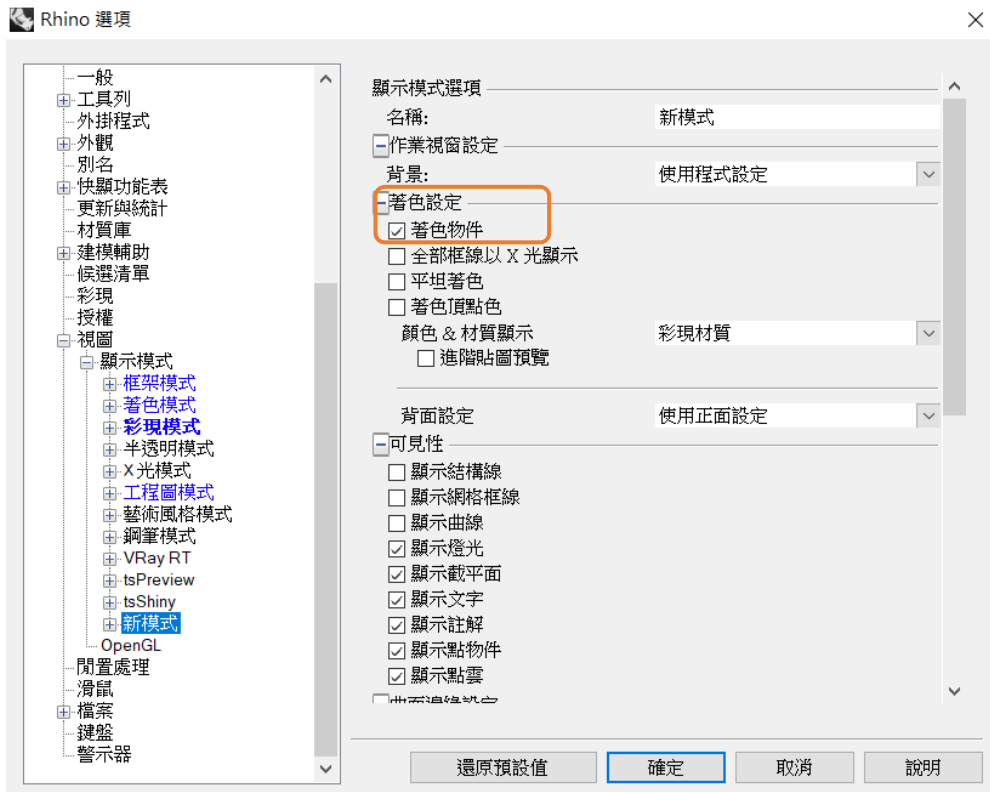 Rhino 選項
一般
工具列
外掛程式
外觀
別名
快顯功能表
更新與統計
材質庫
建模輔助
候選清單
彩現
授權
視圖
顯示模式
框架模式
著色模式
彩現模式
半透明模式
X 光模式
工程圖模式
藝術風格模式
鋼筆模式
VRay RT
tsPreview
tsShiny
新模式
OpenGL
閒置處理
滑鼠
檔案
鍵盤
警示器
顯示模式選項
名稱: 新模式
作業視窗設定
背景: 使用程式設定
著色設定
著色物件
全部框線以 X 光顯示
平坦著色
著色頂點色
顏色 & 材質顯示 彩現材質
進階貼圖預覽
背面設定 使用正面設定
可見性
顯示結構線
顯示網格框線
顯示曲線
顯示燈光
顯示截平面
顯示文字
顯示註解
顯示點物件
顯示點雲
曲面邊緣設定
還原預設值 確定 取消 說明